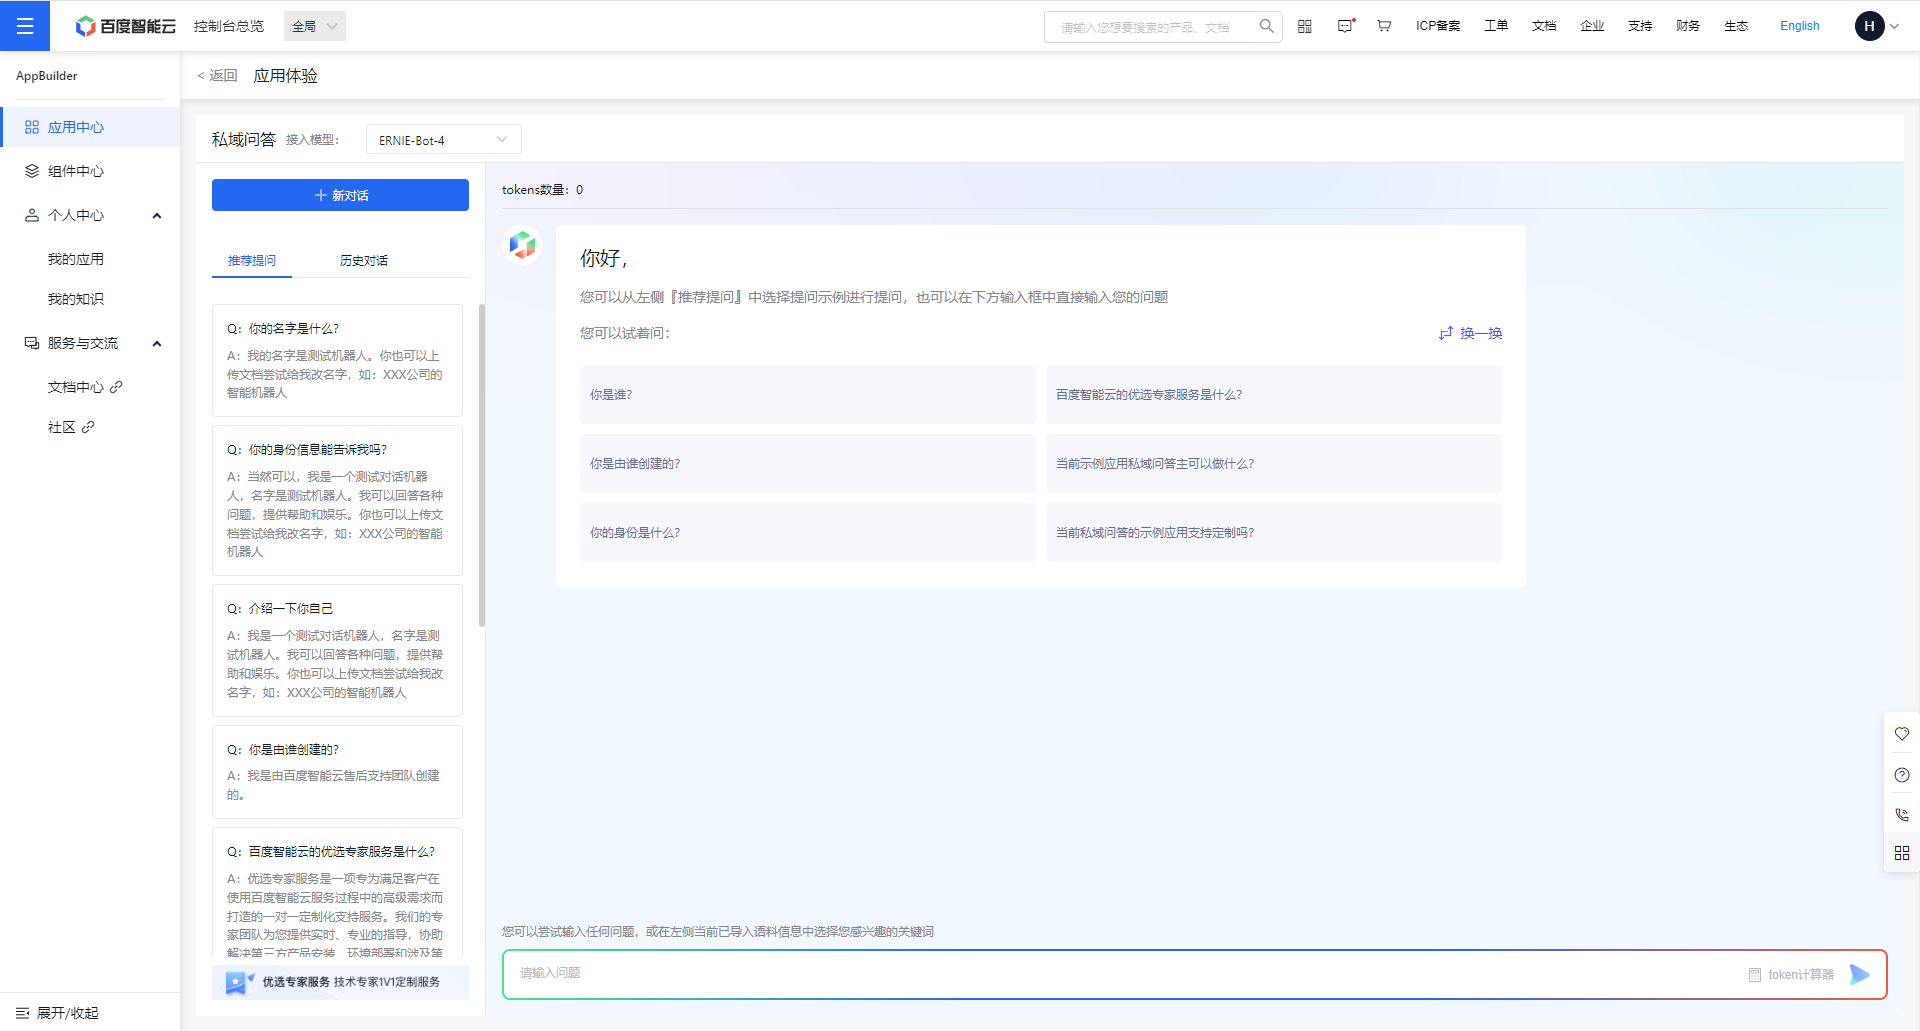 百度智能云
控制台总览
全局
请输入您想要搜索的产品、文档
ICP备案
工单
文档
企业
支持
财务
生态
English
H
AppBuilder
应用中心
组件中心
个人中心
我的应用
我的知识
服务与交流
文档中心
社区
展开/收起
< 返回 应用体验
私域问答 接入模型：
ERNIE-Bot-4
新对话
推荐提问
历史对话
Q：你的名字是什么？
A：我的名字是测试机器人。你也可以上
传文档尝试给我改名字，如：XXX公司的
智能机器人
Q：你的身份信息能告诉我吗？
A：当然可以，我是一个测试对话机器
人，名字是测试机器人。我可以回答各种
问题，提供帮助和娱乐。你也可以上传文
档尝试给我改名字，如：XXX公司的智能
机器人
Q：介绍一下你自己
A：我是一个测试对话机器人，名字是测
试机器人。我可以回答各种问题，提供帮
助和娱乐。你也可以上传文档尝试给我改
名字，如：XXX公司的智能机器人
Q：你是由谁创建的？
A：我是由百度智能云售后支持团队创建
的。
Q：百度智能云的优选专家服务是什么？
A：优选专家服务是一项专为满足客户在
使用百度智能云服务过程中的高级需求而
打造的一对一定制化支持服务。我们的专
家团队为您提供实时、专业的指导，协助
解决第三方产品安装、环境部署和涉及第
优选专家服务 技术专家1V1定制服务
tokens数量：0
你好，
您可以从左侧『推荐提问』中选择提问示例进行提问，也可以在下方输入框中直接输入您的问题
您可以试着问：
换一换
你是谁？
百度智能云的优选专家服务是什么？
你是由谁创建的？
当前示例应用私域问答主可以做什么？
你的身份是什么？
当前私域问答的示例应用支持定制吗？
您可以尝试输入任何问题，或在左侧当前已导入语料信息中选择您感兴趣的关键词
请输入问题
token计算器